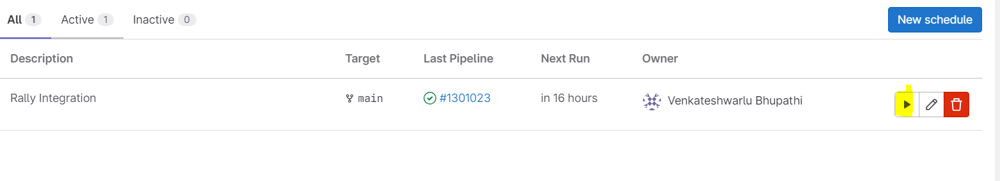 All 1 Active 1 Inactive 0 New schedule
Description Target Last Pipeline Next Run Owner
Rally Integration main #1301023 in 16 hours Venkateshwarlu Bhupathi